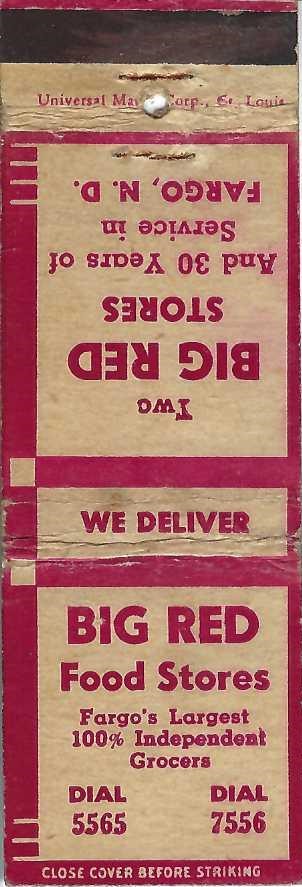 Universal Corp., St. Louis
Two
BIG RED
STORES
And 30 Years of
Service in
FARGO, N. D.
WE DELIVER
BIG RED
Food Stores
Fargo's Largest
100% Independent
Grocers
DIAL DIAL
5565 7556
CLOSE COVER BEFORE STRIKING